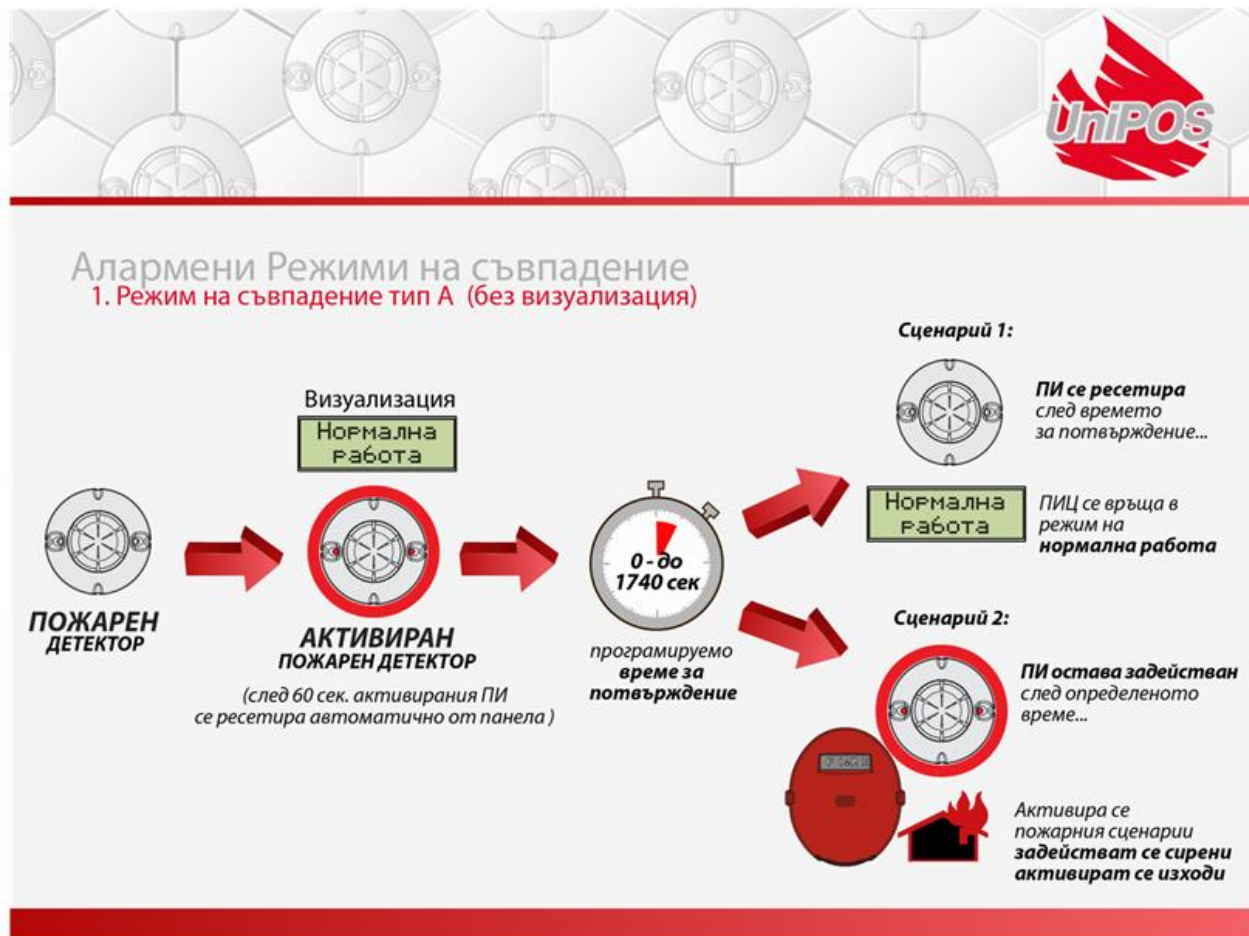 UniPOS
Алармени Режими на съвпадение
1. Режим на съвпадение тип А (без визуализация)
Визуализация
Нормална
работа
ПОЖАРЕН
ДЕТЕКТОР
АКТИВИРАН
ПОЖАРЕН ДЕТЕКТОР
(след 60 сек. активирания ПИ
се ресетира автоматично от панела )
0 - до
1740 сек
програмируемо
време за
потвърждение
Сценарий 1:
ПИ се ресетира
след времето
за потвърждение...
Нормална
работа
ПИЦ се връща в
режим на
нормална работа
Сценарий 2:
ПИ остава задействан
след определеното
време...
Активира се
пожарния сценарии
задействат се сирени
активират се изходи